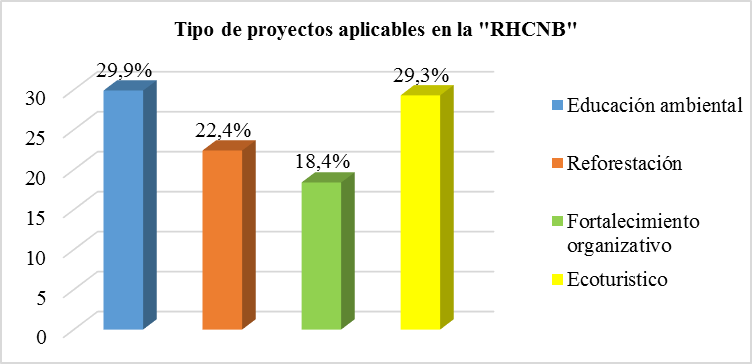 Tipo de proyectos aplicables en la "RHCNB"
29,9%
22,4%
18,4%
29,3%
30
25
20
15
10
5
0
Educación ambiental
Reforestación
Fortalecimiento
organizativo
Ecoturistico